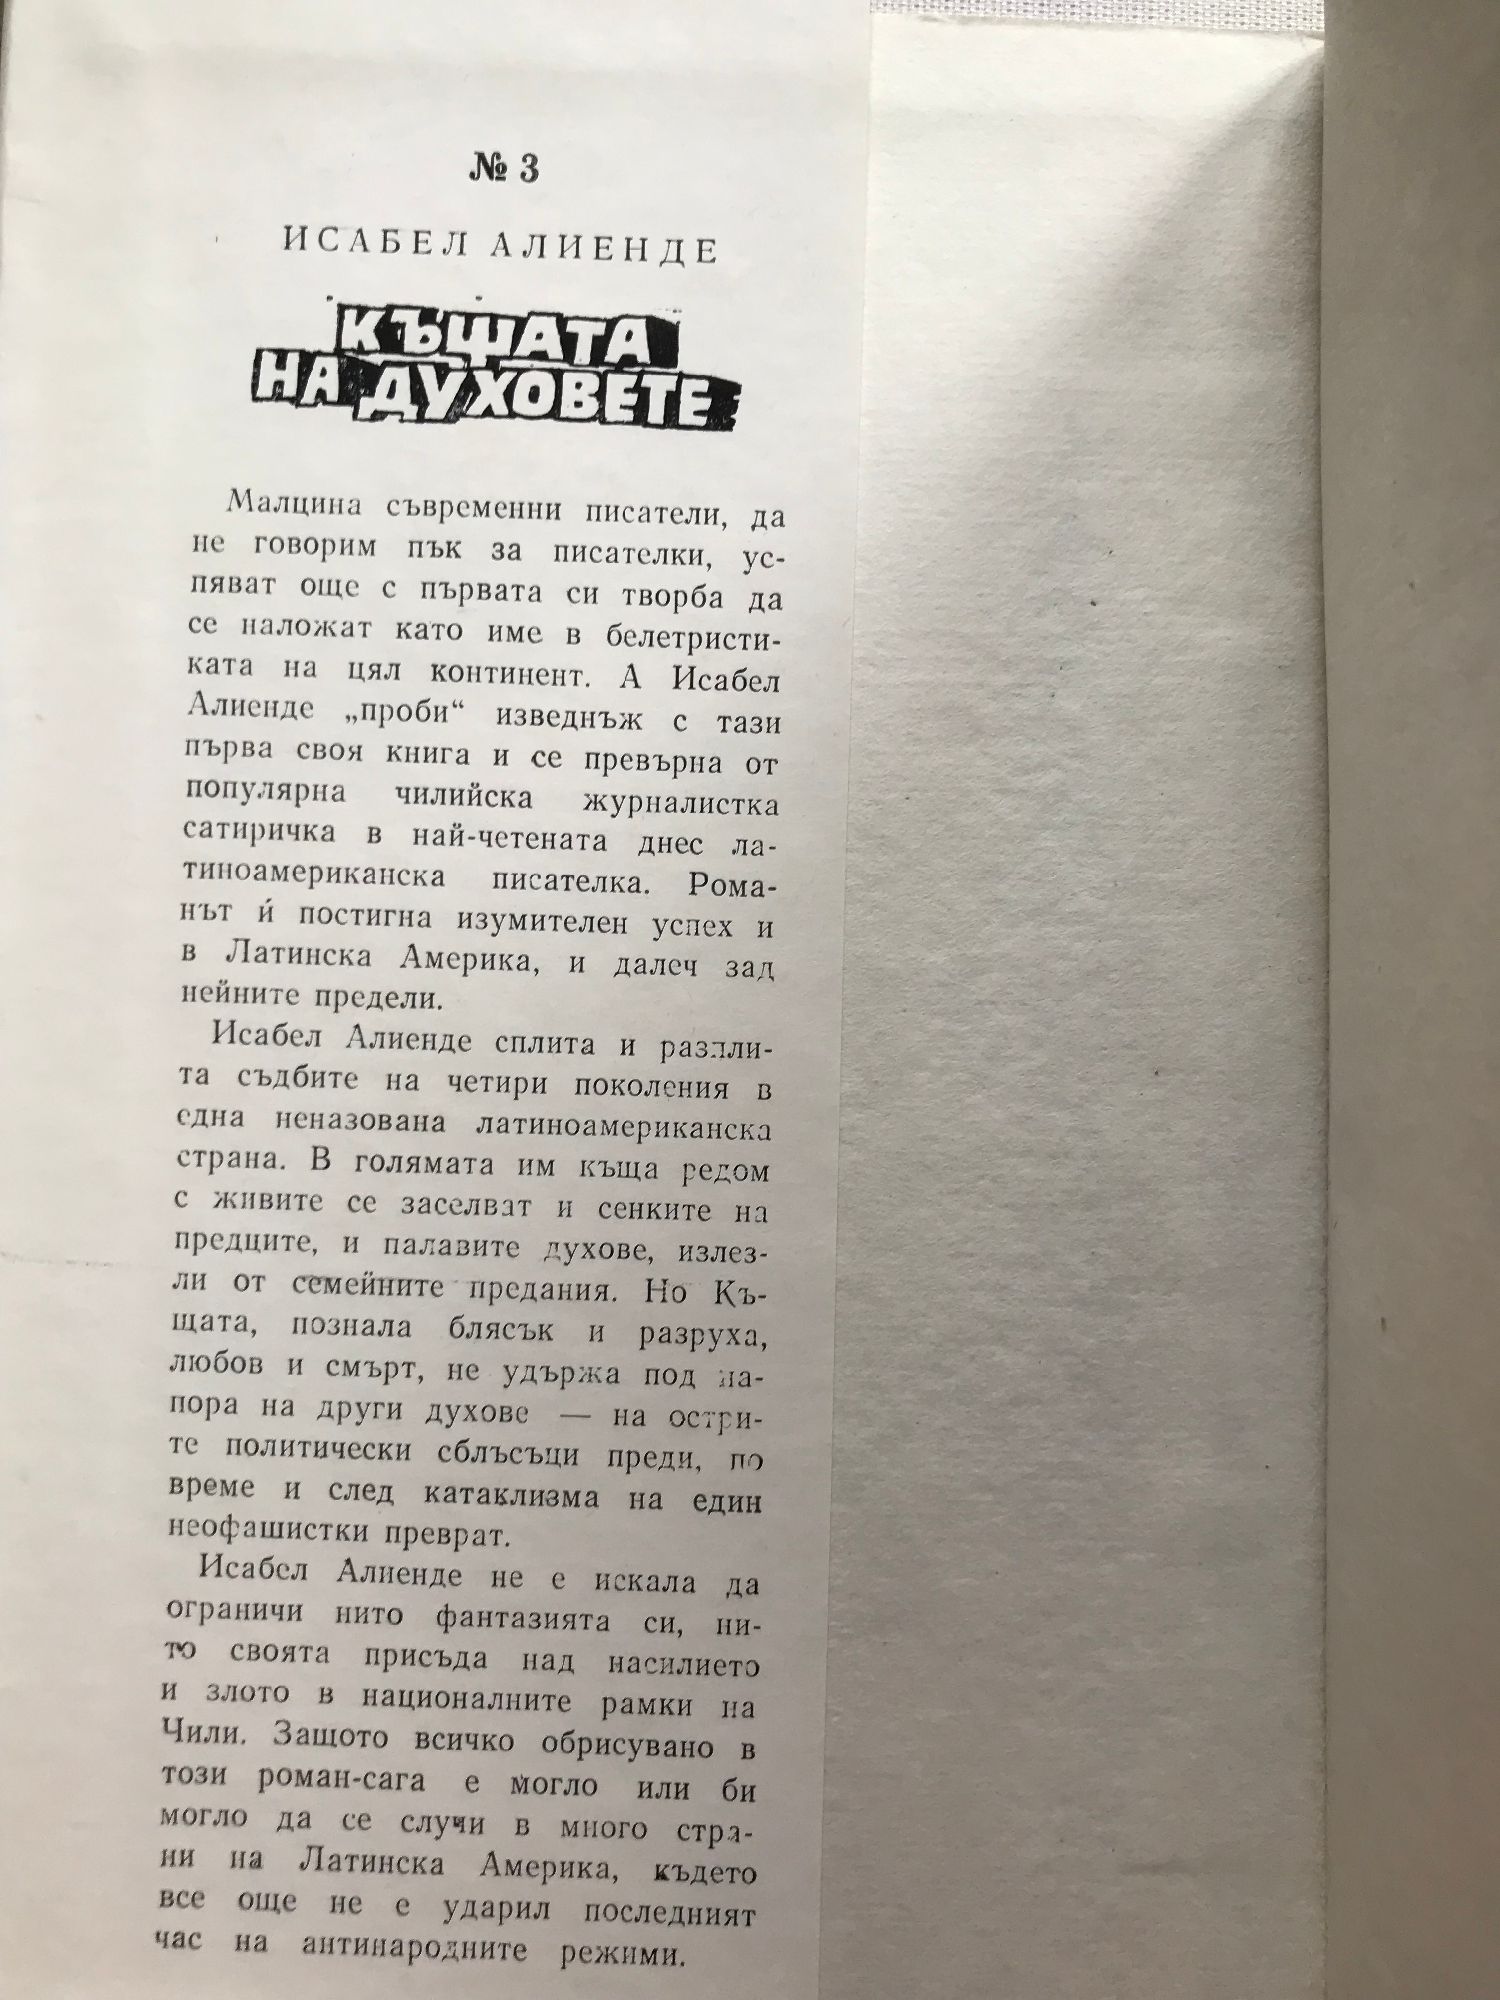 № 3
ИСАБЕЛ АЛИЕНДЕ
КЪЩАТА
НА ДУХОВЕТЕ
Малцина съвременни писатели, да
не говорим пък за писателки, ус-
пяват още с първата си творба да
се наложат като име в белетристи-
ката на цял континент. А Исабел
Алиенде „проби“ изведнъж с тази
първа своя книга и се превърна от
популярна чилийска журналистка
сатиричка в най-четената днес ла-
тиноамериканска писателка. Рома-
нът ѝ постигна изумителен успех и
в Латинска Америка, и далеч зад
нейните предели.
Исабел Алиенде сплита и разпли-
та съдбите на четири поколения в
една неназована латиноамериканска
страна. В голямата им къща редом
с живите се заселват и сенките на
предците, и палавите духове, излез-
ли от семейните предания. Но Къ-
щата, познала блясък и разруха,
любов и смърт, не удържа под на-
пора на други духове — на остри-
те политически сблъсъци преди, по
време и след катаклизма на един
неофашистки преврат.
Исабел Алиенде не е искала да
ограничи нито фантазията си, ни-
то своята присъда над насилието
и злото в националните рамки на
Чили. Защото всичко обрисувано в
този роман-сага е могло или би
могло да се случи в много стра-
ни на Латинска Америка, където
все още не е ударил последният
час на антинародните режими.